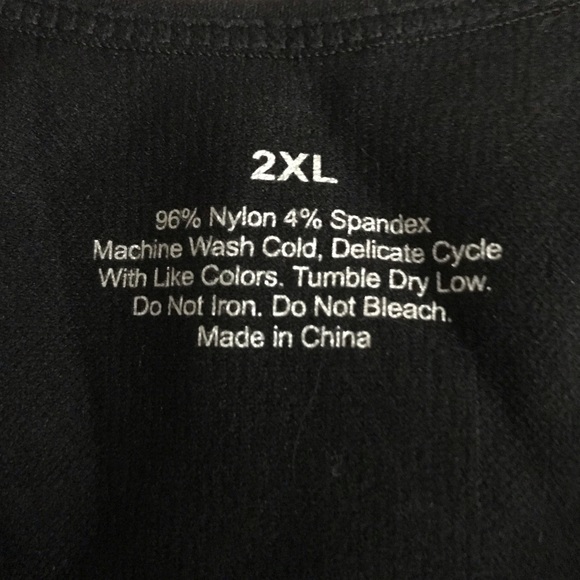 2XL
96% Nylon 4% Spandex
Machine Wash Cold, Delicate Cycle
With Like Colors. Tumble Dry Low.
Do Not Iron. Do Not Bleach.
Made in China